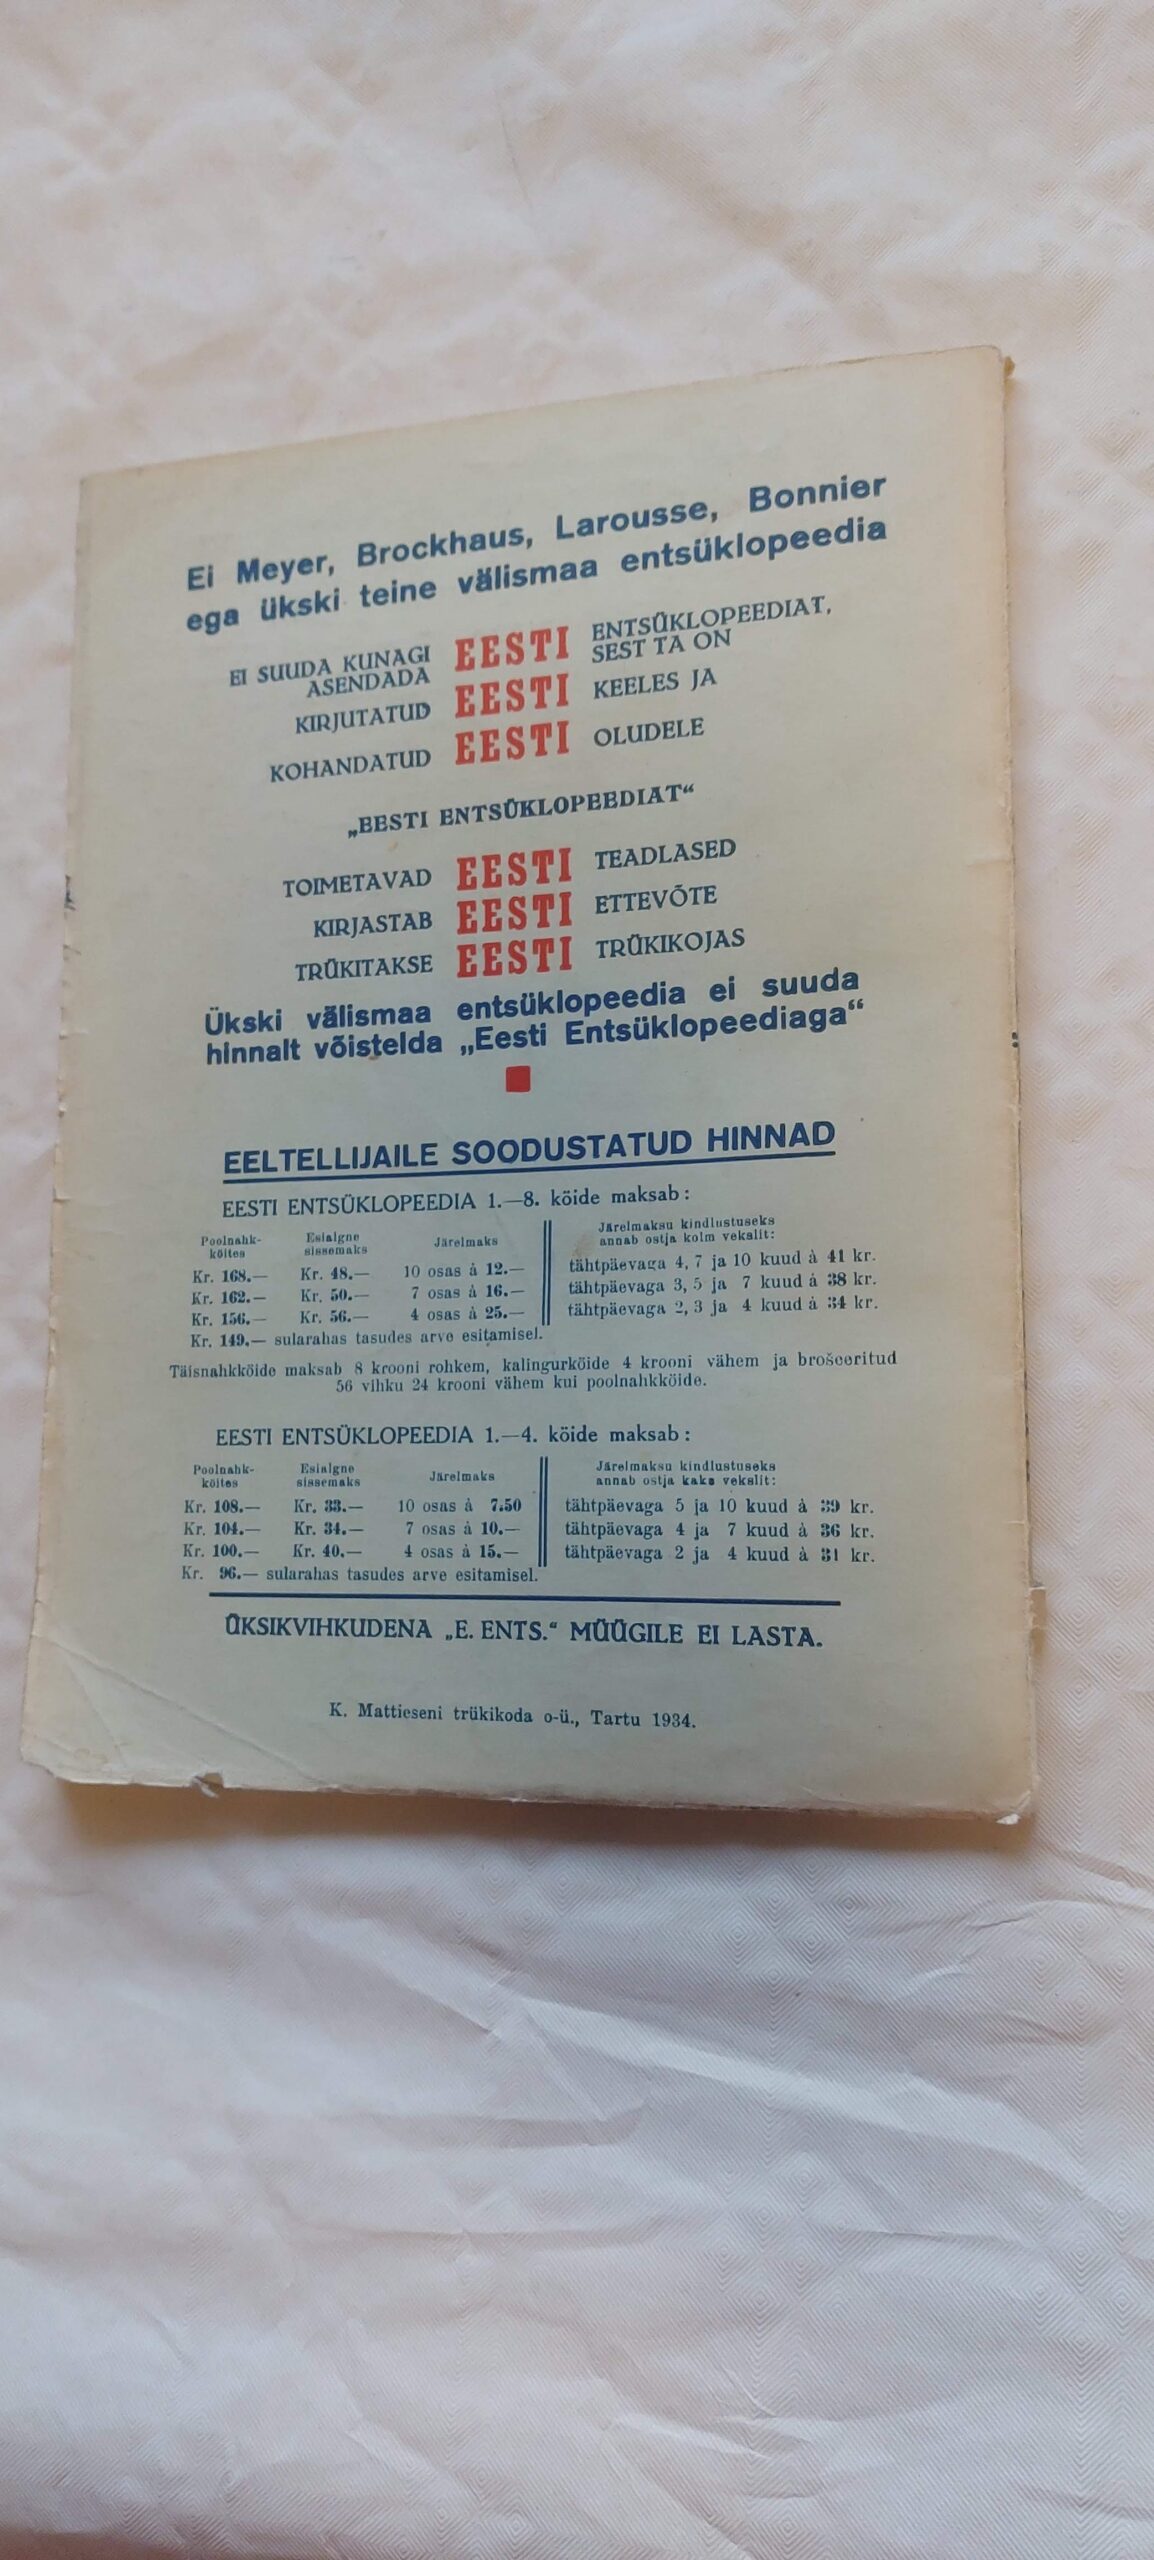 Ei Meyer, Brockhaus, Larousse, Bonnier
ega ükski teine välismaa entsüklopeedia
EI SUUDA KUNAGI ASENDADA EESTI ENTSÜKLOPEEDIAT, SEST TA ON
KIRJUTATUD EESTI KEELES JA
KOHANDATUD EESTI OLUDELE
„EESTI ENTSÜKLOPEEDIAT“
TOIMETAVAD EESTI TEADLASED
KIRJASTAB EESTI ETTEVÕTE
TRÜKITAKSE EESTI TRÜKIKOJAS
Ükski välismaa entsüklopeedia ei suuda
hinnalt võistelda „Eesti Entsüklopeediaga“
EELTELLIJAILE SOODUSTATUD HINNAD
EESTI ENTSÜKLOPEEDIA 1.—8. köide maksab:
Poolnahk-köites Esialgne sissemaks Järelmaks Järelmaksu kindlustuseks annab ostja kolm vekslit:
Kr. 168.— Kr. 48.— 10 osas à 12.— tähtpäevaga 4, 7 ja 10 kuud à 41 kr.
Kr. 162.— Kr. 50.— 7 osas à 16.— tähtpäevaga 3, 5 ja 7 kuud à 38 kr.
Kr. 156.— Kr. 56.— 4 osas à 25.— tähtpäevaga 2, 3 ja 4 kuud à 34 kr.
Kr. 149.— sularahas tasudes arve esitamisel.
Täisnahkköide maksab 8 krooni rohkem, kalingurköide 4 krooni vähem ja brošeeritud
56 vihku 24 krooni vähem kui poolnahkköide.
EESTI ENTSÜKLOPEEDIA 1.—4. köide maksab:
Poolnahk-köites Esialgne sissemaks Järelmaks Järelmaksu kindlustuseks annab ostja kaks vekslit:
Kr. 108.— Kr. 33.— 10 osas à 7.50 tähtpäevaga 5 ja 10 kuud à 39 kr.
Kr. 104.— Kr. 34.— 7 osas à 10.— tähtpäevaga 4 ja 7 kuud à 36 kr.
Kr. 100.— Kr. 40.— 4 osas à 15.— tähtpäevaga 2 ja 4 kuud à 31 kr.
Kr. 96.— sularahas tasudes arve esitamisel.
ÜKSIKVIHKUDENA „E. ENTS.“ MÜÜGILE EI LASTA.
K. Mattieseni trükikoda o-ü., Tartu 1934.